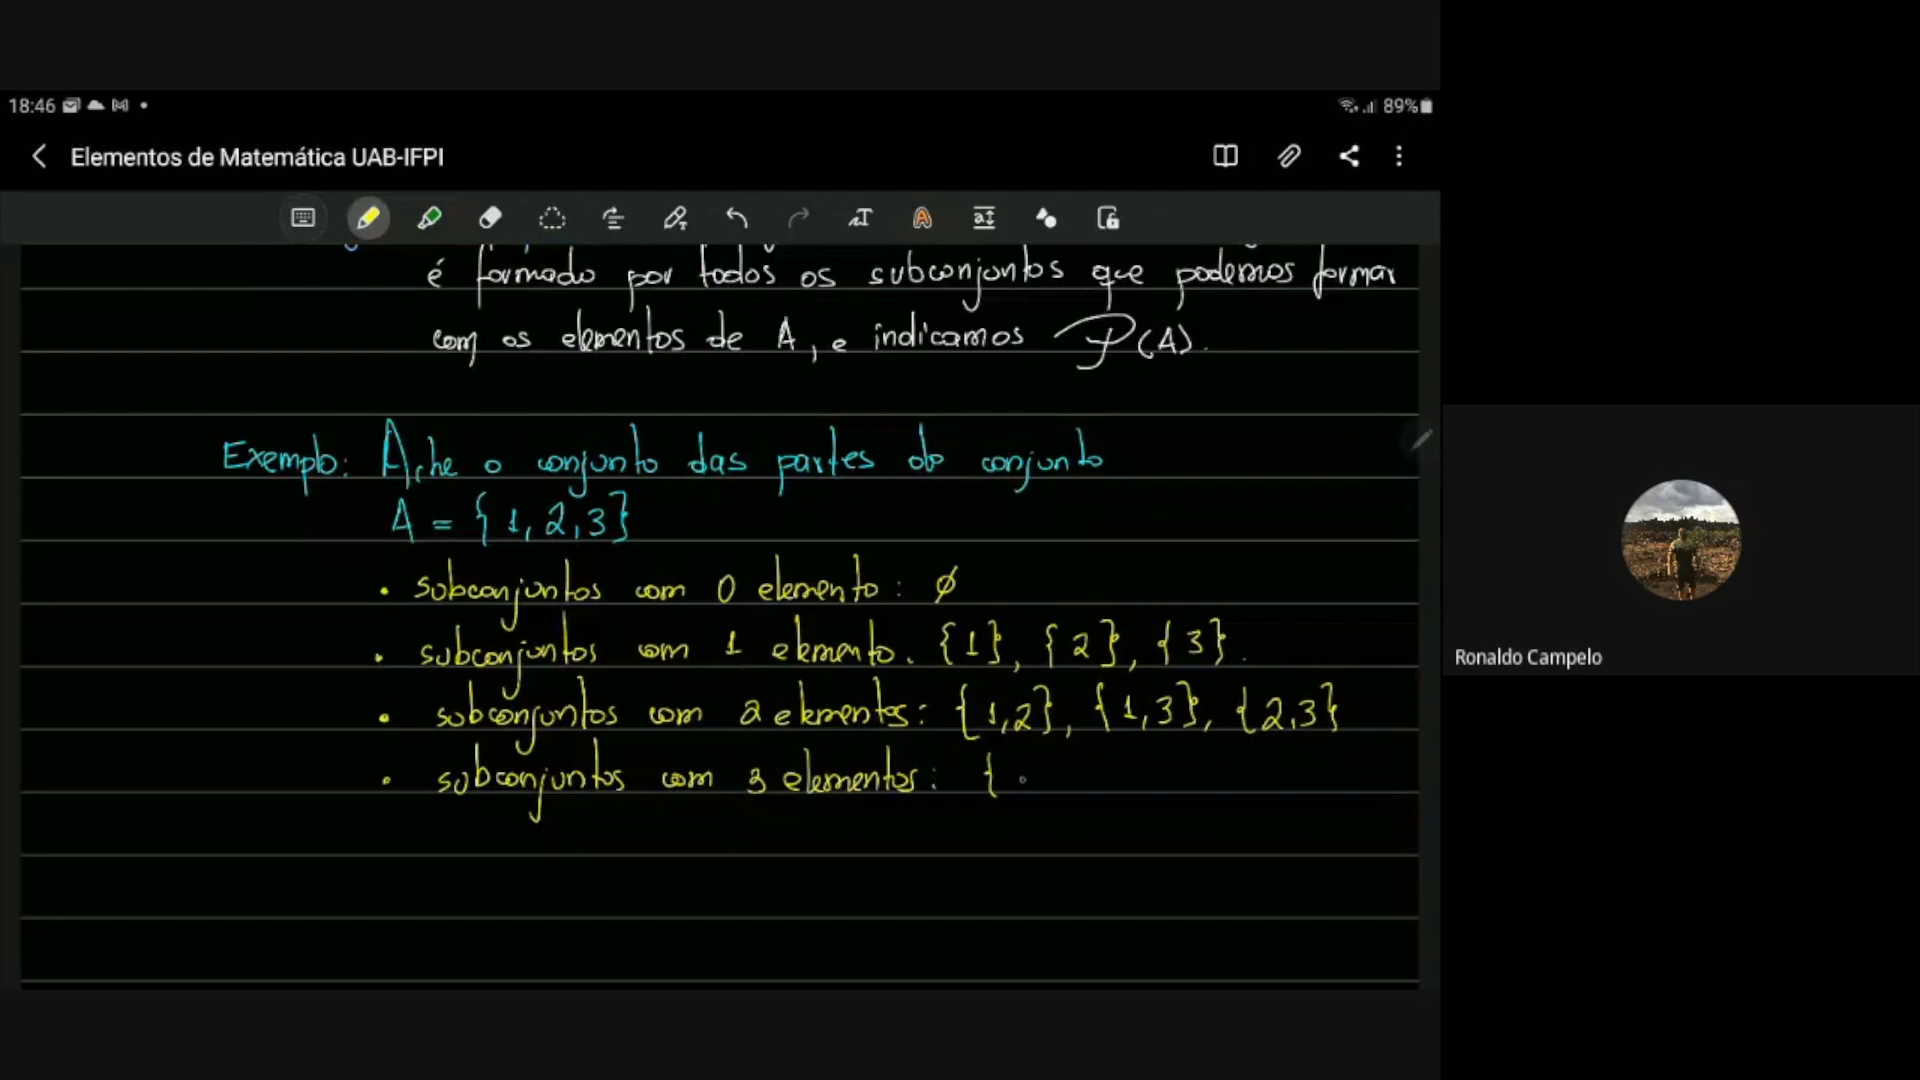 18:46
89%
Elementos de Matemática UAB-IFPI
é formado por todos os subconjuntos que podemos formar
com os elementos de A, e indicamos P(A).
Exemplo: Ache o conjunto das partes do conjunto
A = {1, 2, 3}
• subconjuntos com 0 elemento: ∅
• subconjuntos com 1 elemento. {1}, {2}, {3}.
• subconjuntos com 2 elementos: {1,2}, {1,3}, {2,3}
• subconjuntos com 3 elementos: {
Ronaldo Campelo